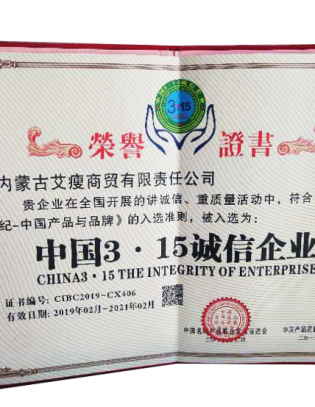 3·15
榮譽 證書
内蒙古艾瘦商贸有限责任公司
贵企业在全国开展的讲诚信、重质量活动中,符合
纪-中国产品与品牌》的入选准则,被入选为:
中国3·15诚信企业
CHINA3·15 THE INTEGRITY OF ENTERPRISE
证书编号: CIBC2019-CX406
有效日期: 2019年02月-2021年02月